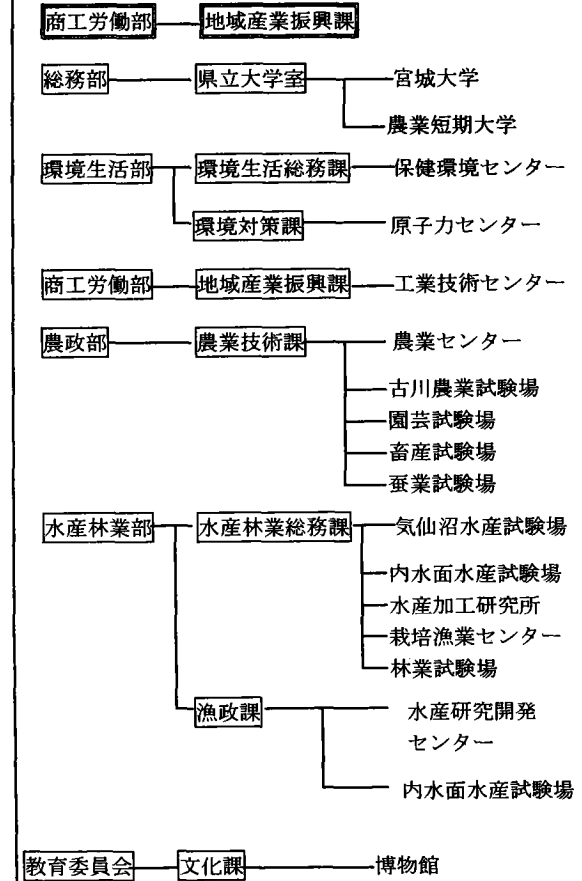 商工労働部 地域産業振興課
総務部 県立大学室 宮城大学
農業短期大学
環境生活部 環境生活総務課 保健環境センター
環境対策課 原子力センター
商工労働部 地域産業振興課 工業技術センター
農政部 農業技術課 農業センター
古川農業試験場
園芸試験場
畜産試験場
蚕業試験場
水産林業部 水産林業総務課 気仙沼水産試験場
内水面水産試験場
水産加工研究所
栽培漁業センター
林業試験場
漁政課 水産研究開発
センター
内水面水産試験場
教育委員会 文化課 博物館